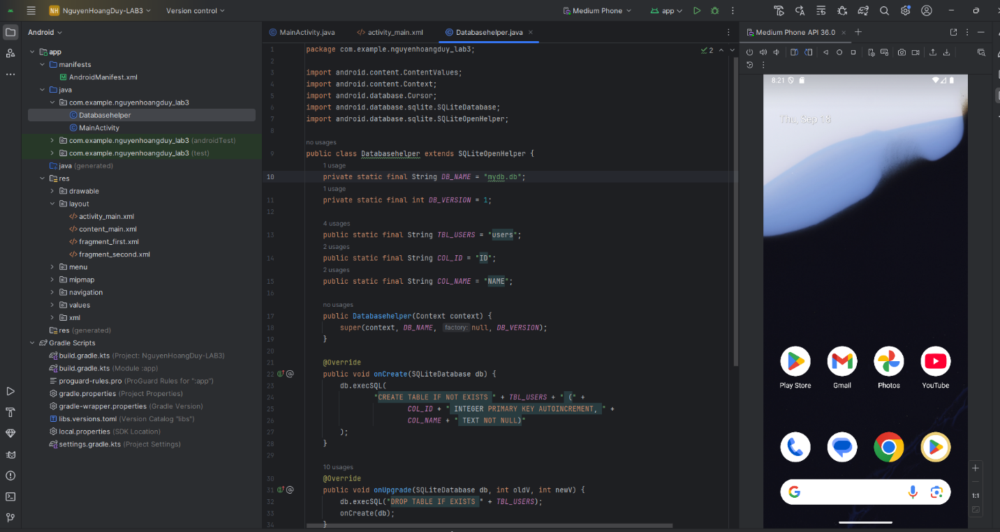 NH NguyenHoangDuy-LAB3 Version control Medium Phone app
Android
app
manifests
AndroidManifest.xml
java
com.example.nguyenhoangduy_lab3
Databasehelper
MainActivity
com.example.nguyenhoangduy_lab3 (androidTest)
com.example.nguyenhoangduy_lab3 (test)
java (generated)
res
drawable
layout
activity_main.xml
content_main.xml
fragment_first.xml
fragment_second.xml
menu
mipmap
navigation
values
xml
res (generated)
Gradle Scripts
build.gradle.kts (Project: NguyenHoangDuy-LAB3)
build.gradle.kts (Module :app)
proguard-rules.pro (ProGuard Rules for ":app")
gradle.properties (Project Properties)
gradle-wrapper.properties (Gradle Version)
libs.versions.toml (Version Catalog "libs")
local.properties (SDK Location)
settings.gradle.kts (Project Settings)
MainActivity.java activity_main.xml Databasehelper.java
2
1 package com.example.nguyenhoangduy_lab3;
2
3 import android.content.ContentValues;
4 import android.content.Context;
5 import android.database.Cursor;
6 import android.database.sqlite.SQLiteDatabase;
7 import android.database.sqlite.SQLiteOpenHelper;
8
no usages
9 public class Databasehelper extends SQLiteOpenHelper {
1 usage
10 private static final String DB_NAME = "mydb.db";
1 usage
11 private static final int DB_VERSION = 1;
12
4 usages
13 public static final String TBL_USERS = "users";
2 usages
14 public static final String COL_ID = "ID";
2 usages
15 public static final String COL_NAME = "NAME";
16
no usages
17 public Databasehelper(Context context) {
18 super(context, DB_NAME, factory: null, DB_VERSION);
19 }
20
21 @Override
22 public void onCreate(SQLiteDatabase db) {
23 db.execSQL(
24 "CREATE TABLE IF NOT EXISTS " + TBL_USERS + " (" +
25 COL_ID + " INTEGER PRIMARY KEY AUTOINCREMENT, " +
26 COL_NAME + " TEXT NOT NULL)"
27 );
28 }
29
10 usages
30 @Override
31 public void onUpgrade(SQLiteDatabase db, int oldV, int newV) {
32 db.execSQL("DROP TABLE IF EXISTS " + TBL_USERS);
33 onCreate(db);
34 }
Medium Phone API 36.0
8:21
Thu, Sep 18
Play Store Gmail Photos YouTube
1:1